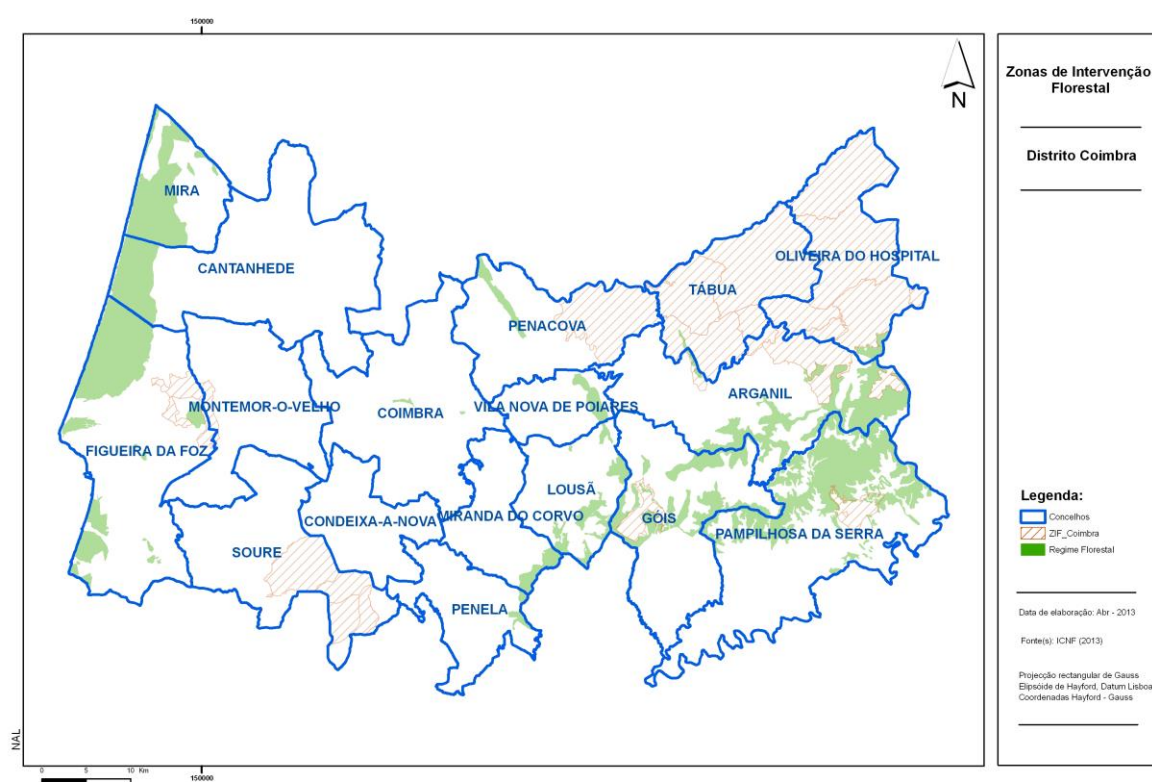 150000
N
MIRA
CANTANHEDE
OLIVEIRA DO HOSPITAL
TÁBUA
PENACOVA
ARGANIL
MONTEMOR-O-VELHO
COIMBRA
VILA NOVA DE POIARES
FIGUEIRA DA FOZ
LOUSÃ
CONDEIXA-A-NOVA
MIRANDA DO CORVO
GÓIS
PAMPILHOSA DA SERRA
SOURE
PENELA
NAL
0 5 10 Km
150000
Zonas de Intervenção
Florestal
Distrito Coimbra
Legenda:
Concelhos
ZIF_Coimbra
Regime Florestal
Data de elaboração: Abr - 2013
Fonte(s): ICNF (2013)
Projecção rectangular de Gauss
Elipsóide de Hayford, Datum Lisboa
Coordenadas Hayford - Gauss